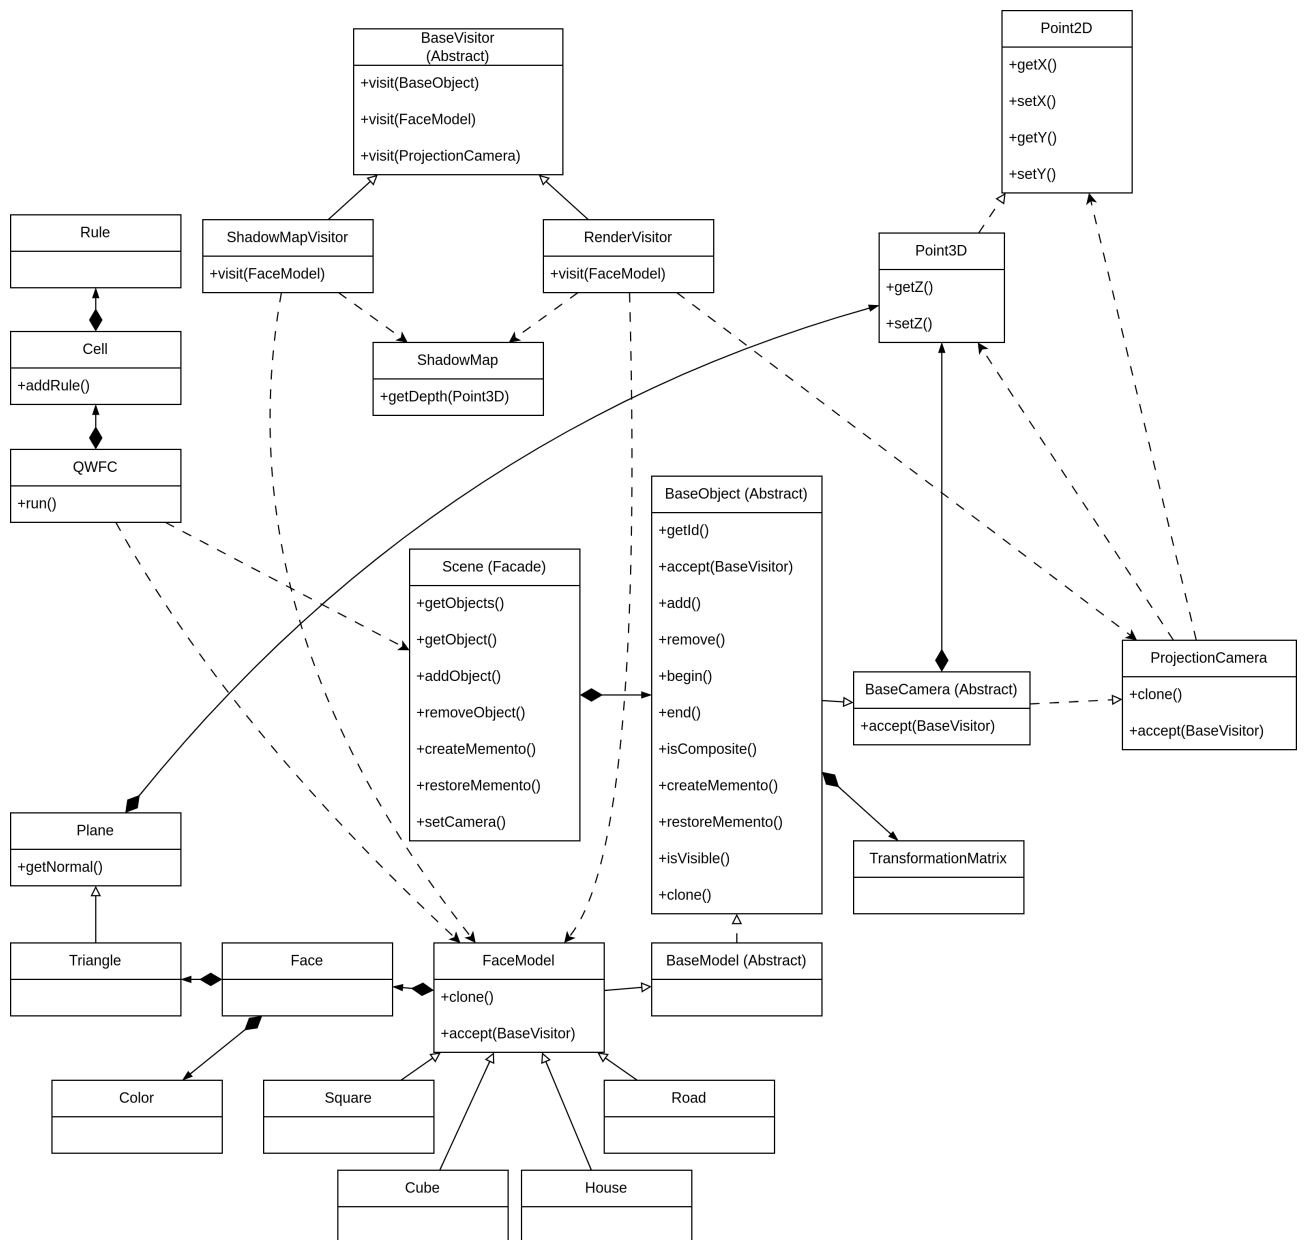 BaseVisitor
(Abstract)
+visit(BaseObject)
+visit(FaceModel)
+visit(ProjectionCamera)
Point2D
+getX()
+setX()
+getY()
+setY()
Rule
ShadowMapVisitor
+visit(FaceModel)
RenderVisitor
+visit(FaceModel)
Point3D
+getZ()
+setZ()
Cell
+addRule()
ShadowMap
+getDepth(Point3D)
QWFC
+run()
Scene (Facade)
+getObjects()
+getObject()
+addObject()
+removeObject()
+createMemento()
+restoreMemento()
+setCamera()
BaseObject (Abstract)
+getId()
+accept(BaseVisitor)
+add()
+remove()
+begin()
+end()
+isComposite()
+createMemento()
+restoreMemento()
+isVisible()
+clone()
BaseCamera (Abstract)
+accept(BaseVisitor)
ProjectionCamera
+clone()
+accept(BaseVisitor)
Plane
+getNormal()
TransformationMatrix
Triangle
Face
FaceModel
+clone()
+accept(BaseVisitor)
BaseModel (Abstract)
Color
Square
Road
Cube
House